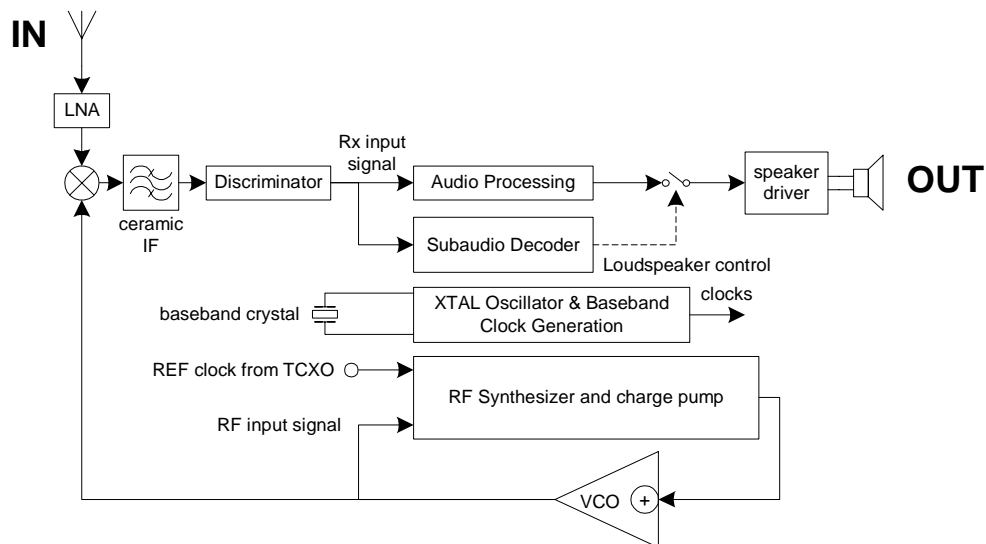 IN
LNA
Rx input
signal
Discriminator
Audio Processing
speaker
driver
OUT
ceramic
IF
Subaudio Decoder
Loudspeaker control
baseband crystal
XTAL Oscillator & Baseband
Clock Generation
clocks
REF clock from TCXO
RF Synthesizer and charge pump
RF input signal
VCO
+